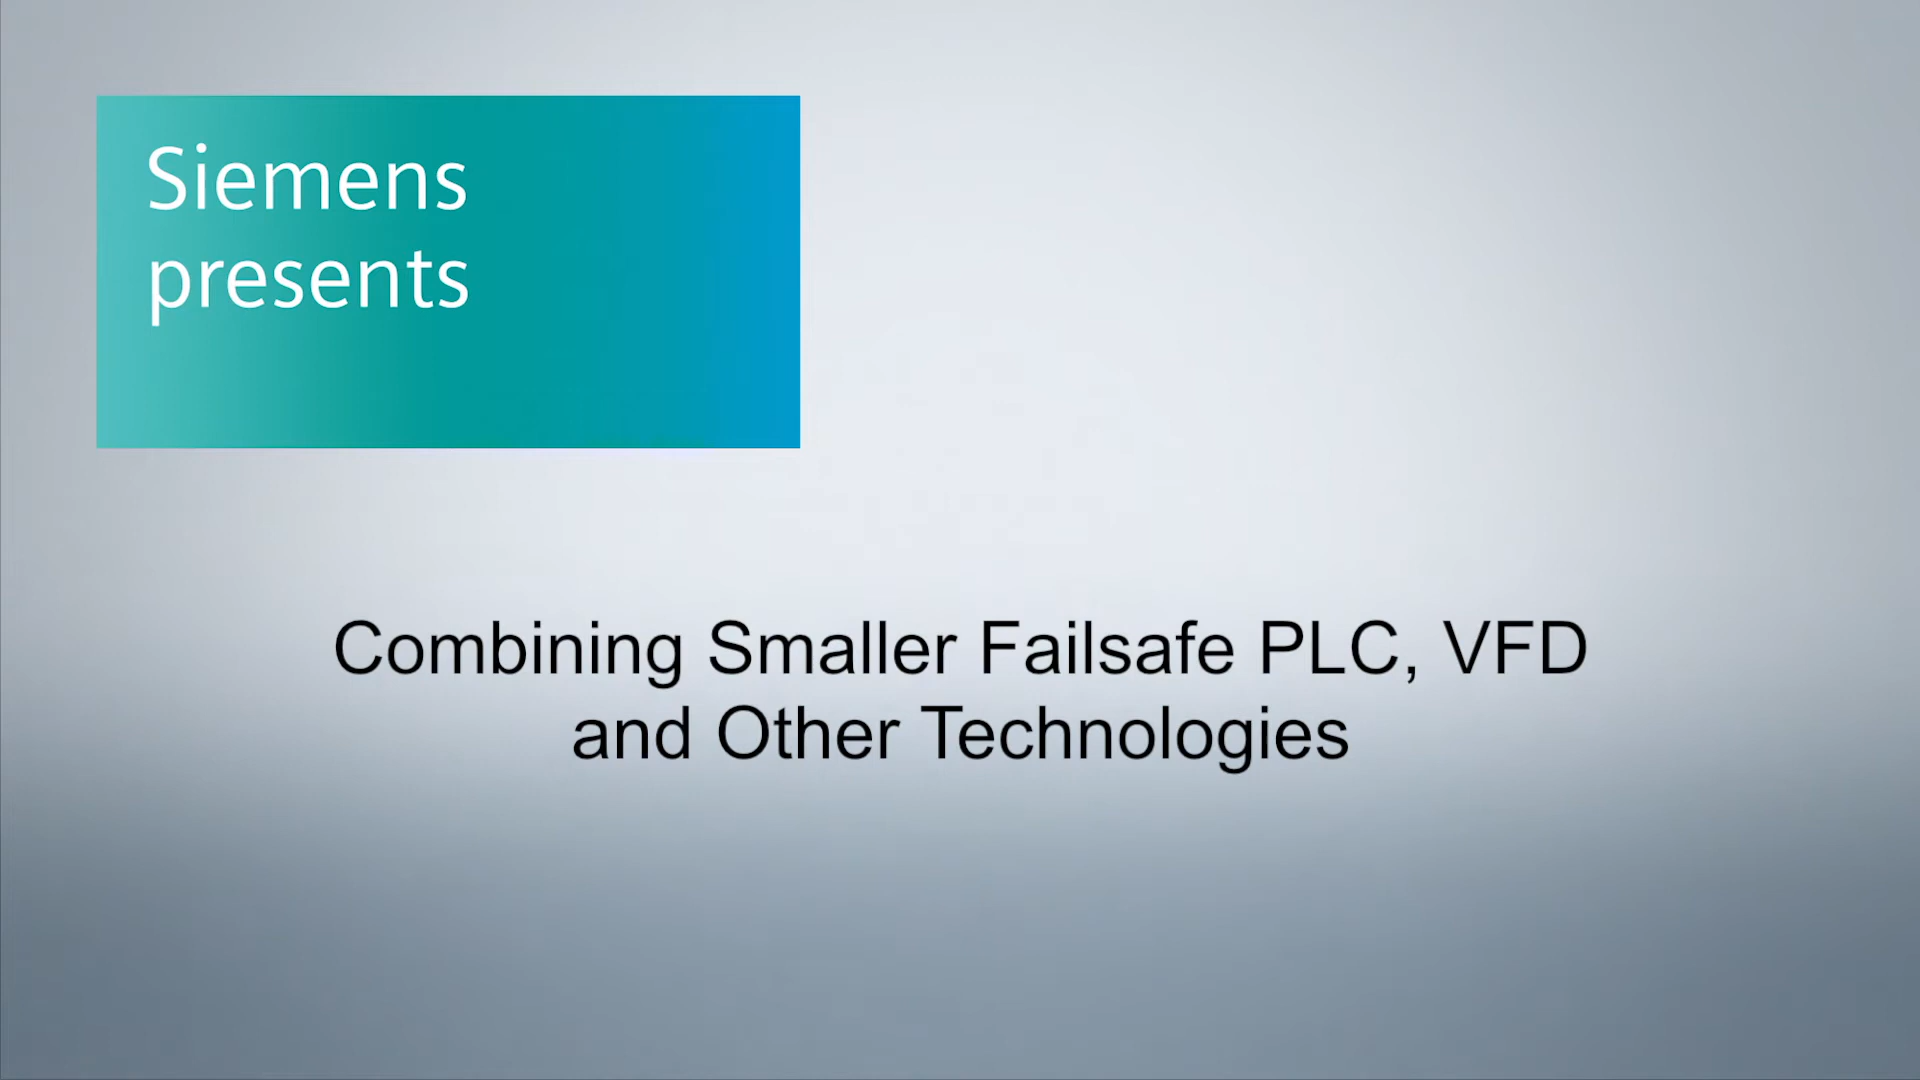 Siemens
presents
Combining Smaller Failsafe PLC, VFD
and Other Technologies